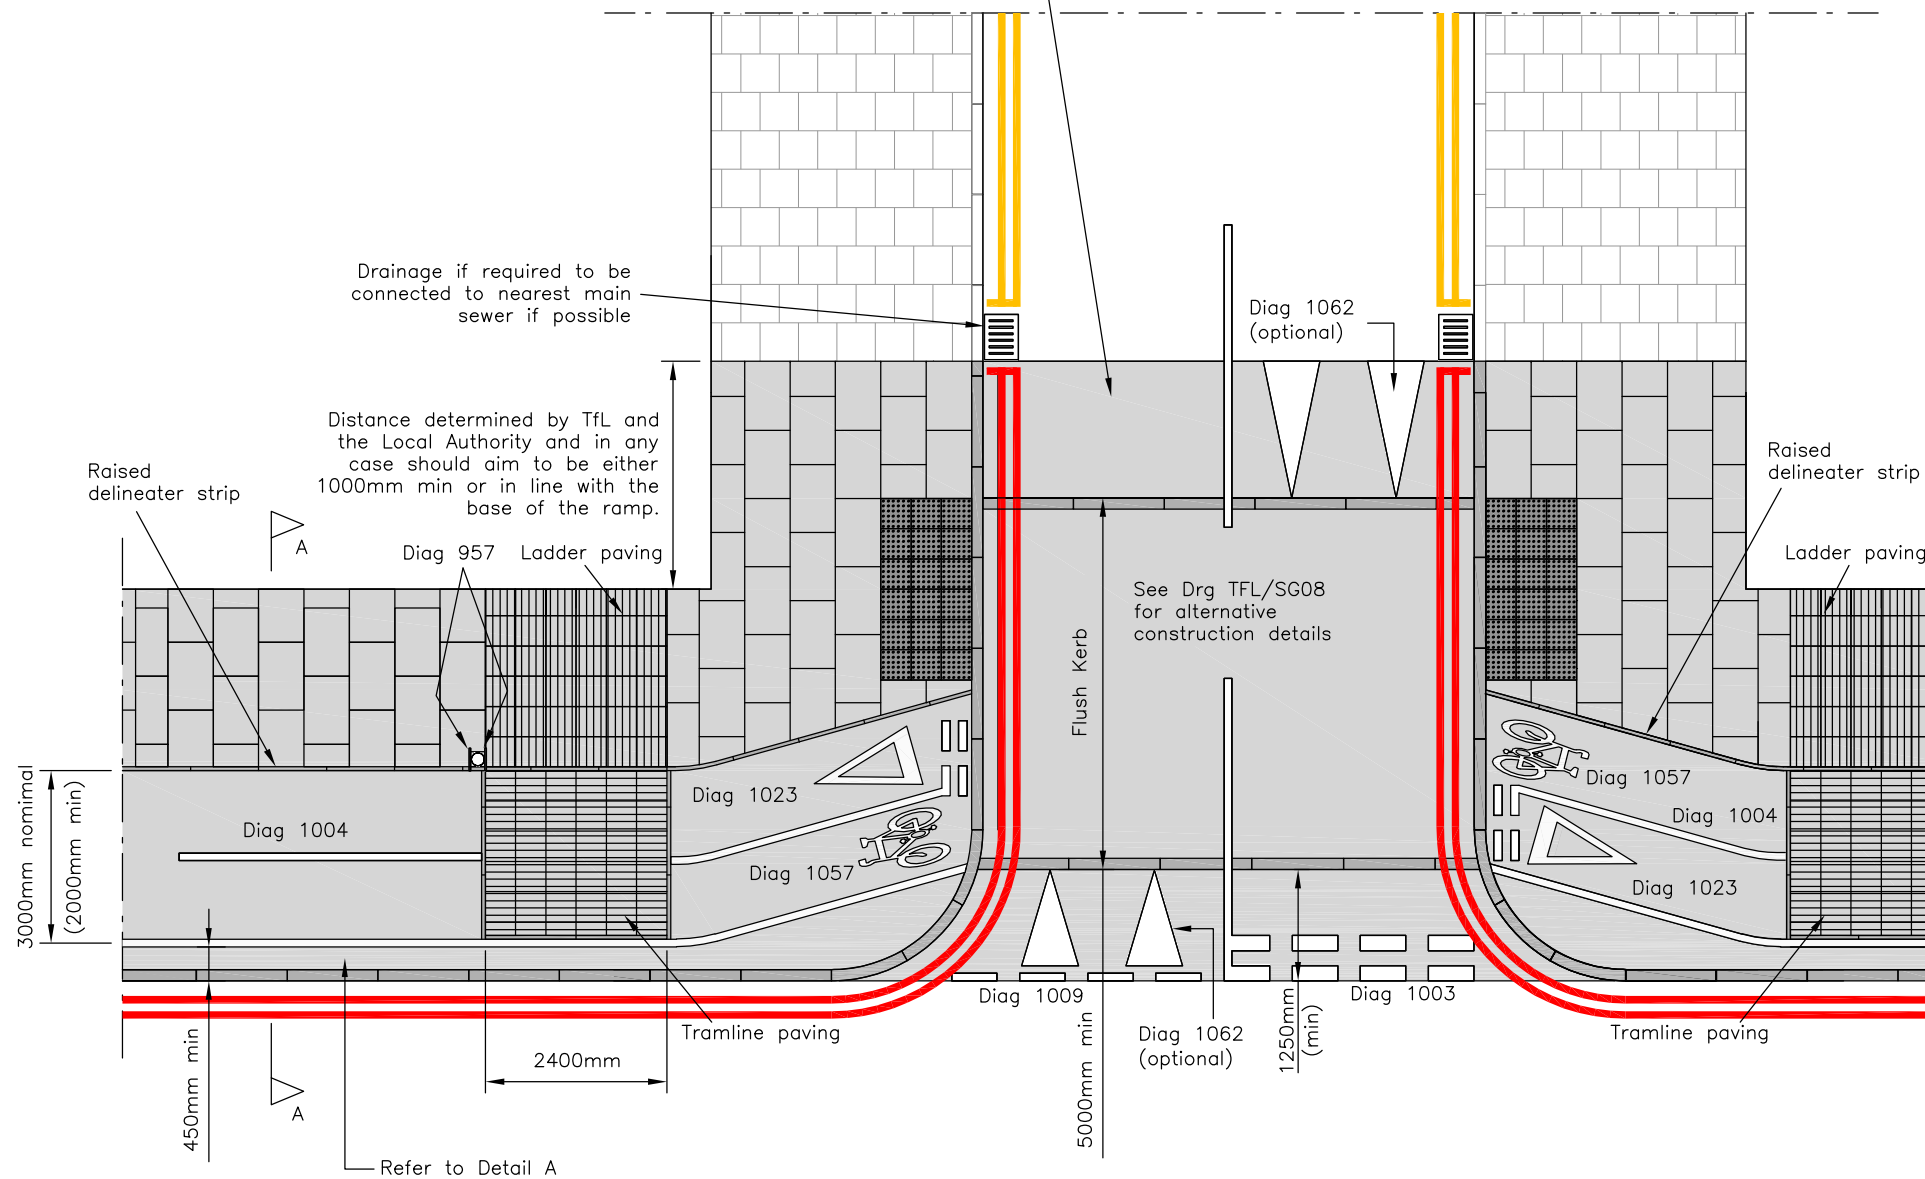 Drainage if required to be
connected to nearest main
sewer if possible
Diag 1062
(optional)
Distance determined by TfL and
the Local Authority and in any
case should aim to be either
1000mm min or in line with the
base of the ramp.
Raised
delineater strip
A
Diag 957
Ladder paving
Raised
delineater strip
Ladder paving
See Drg TFL/SG08
for alternative
construction details
Flush Kerb
3000mm nonimal
(2000mm min)
Diag 1004
Diag 1023
Diag 1057
Diag 1057
Diag 1004
Diag 1023
Diag 1009
Diag 1003
Tramline paving
Diag 1062
(optional)
1250mm
(min)
Tramline paving
2400mm
5000mm min
450mm min
A
Refer to Detail A